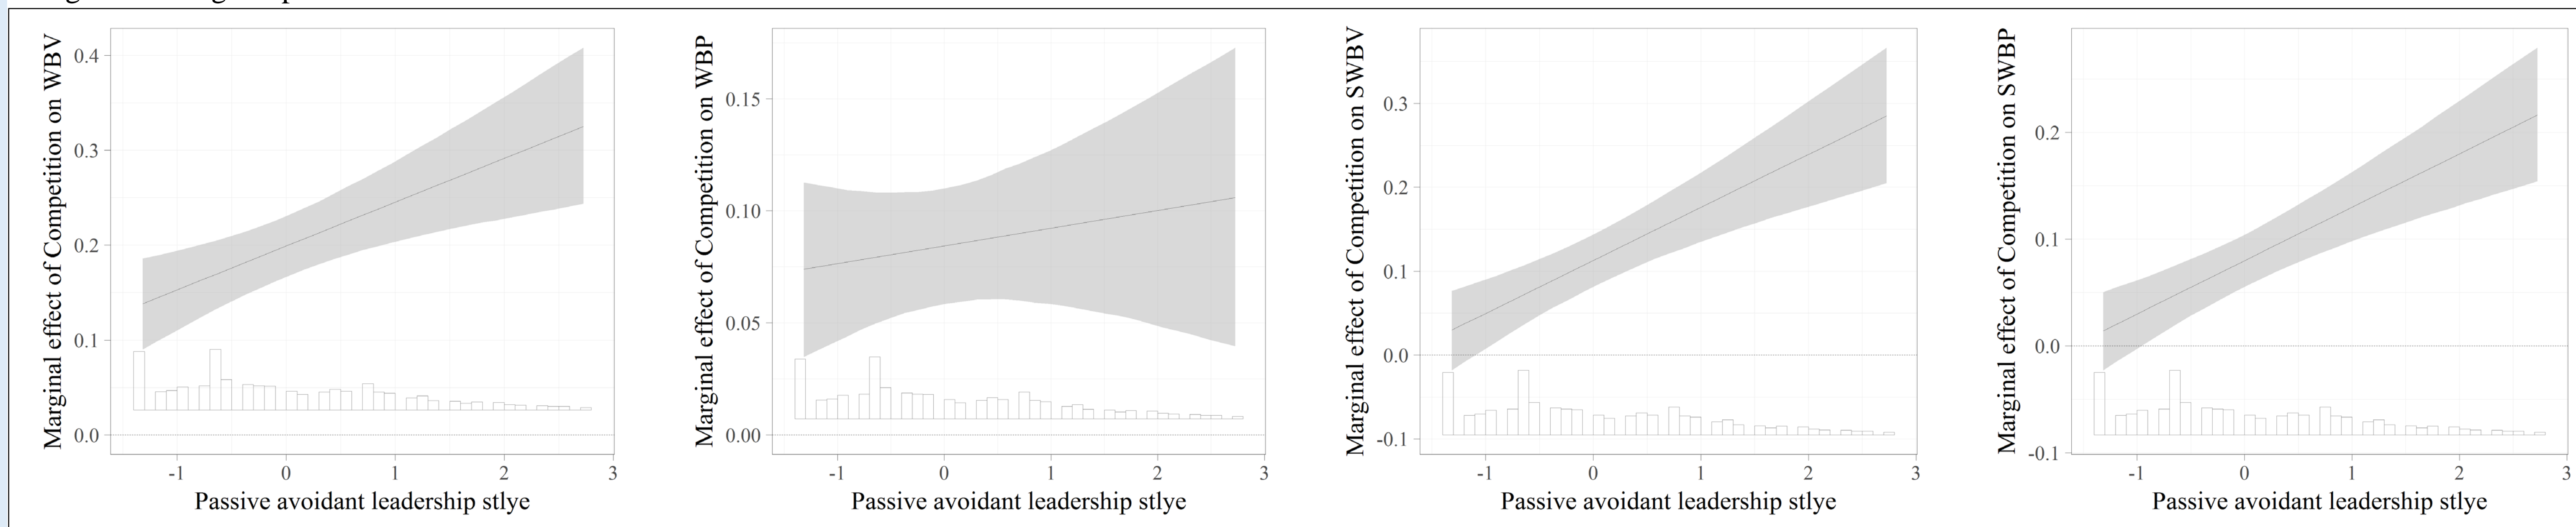 Marginal effect of Competition on WBV
0.4
0.3
0.2
0.1
0.0
-1 0 1 2 3
Passive avoidant leadership stlye
Marginal effect of Competition on WBP
0.15
0.10
0.05
0.00
-1 0 1 2 3
Passive avoidant leadership stlye
Marginal effect of Competition on SWBV
0.3
0.2
0.1
0.0
-0.1
-1 0 1 2 3
Passive avoidant leadership stlye
Marginal effect of Competition on SWBP
0.2
0.1
0.0
-0.1
-1 0 1 2 3
Passive avoidant leadership stlye